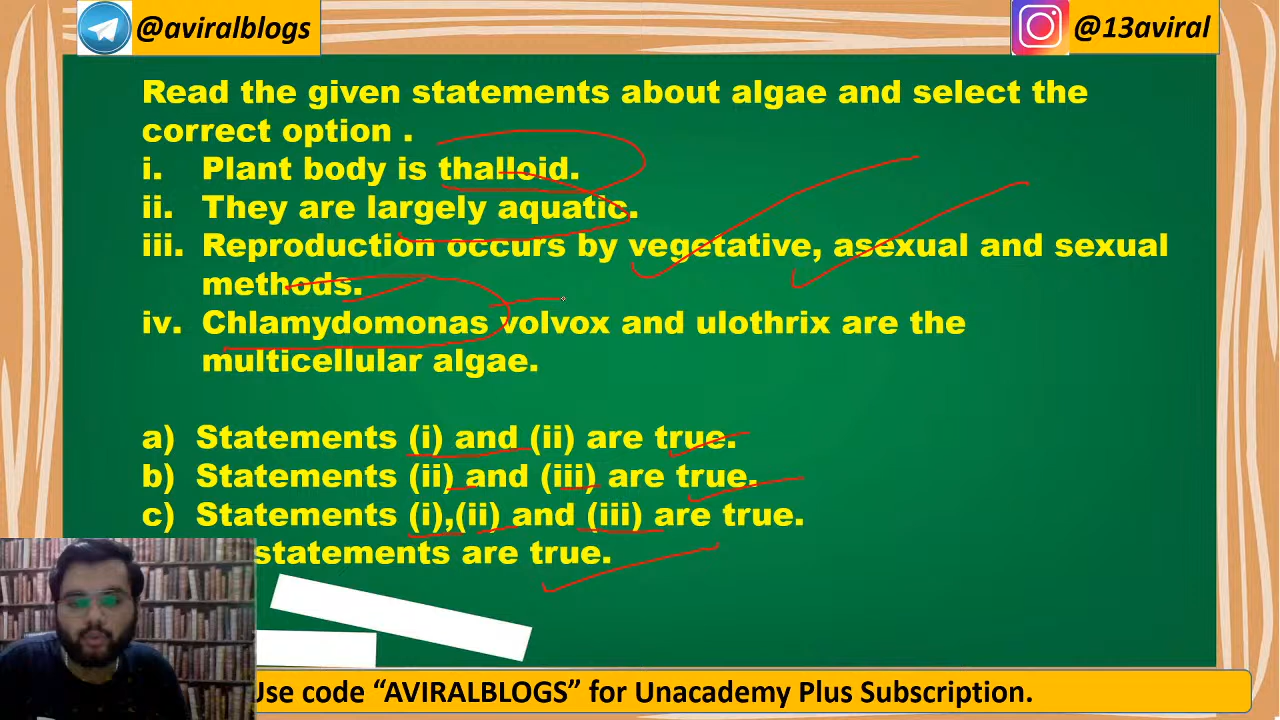 @aviralblogs
@13aviral
Read the given statements about algae and select the
correct option .
i. Plant body is thalloid.
ii. They are largely aquatic.
iii. Reproduction occurs by vegetative, asexual and sexual
methods.
iv. Chlamydomonas volvox and ulothrix are the
multicellular algae.
a) Statements (i) and (ii) are true.
b) Statements (ii) and (iii) are true.
c) Statements (i),(ii) and (iii) are true.
statements are true.
Use code “AVIRALBLOGS” for Unacademy Plus Subscription.